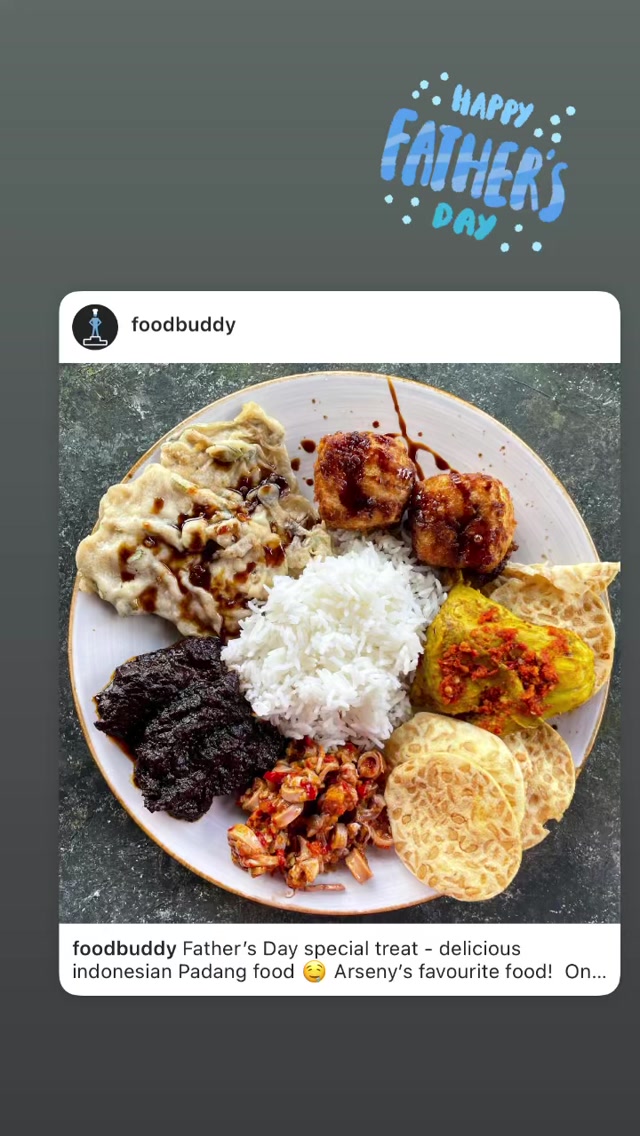 HAPPY
FATHER'S
DAY
foodbuddy
foodbuddy Father's Day special treat - delicious
indonesian Padang food 🤤 Arseny's favourite food! On...